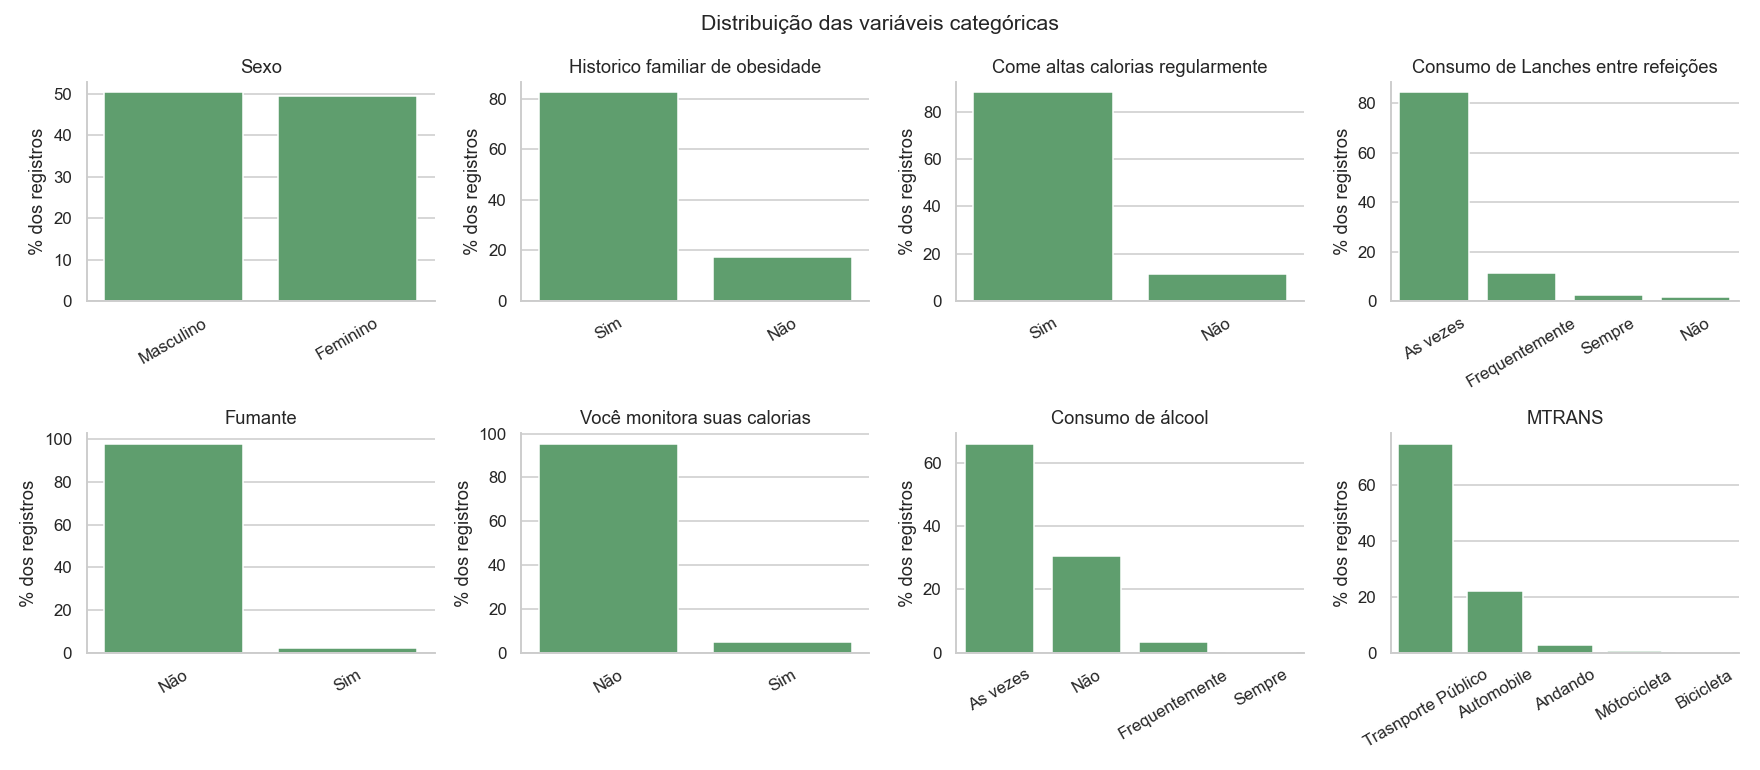 Distribuição das variáveis categóricas
Sexo
% dos registros
50
40
30
20
10
0
Masculino
Feminino
Historico familiar de obesidade
% dos registros
80
60
40
20
0
Sim
Não
Come altas calorias regularmente
% dos registros
80
60
40
20
0
Sim
Não
Consumo de Lanches entre refeições
% dos registros
80
60
40
20
0
As vezes
Frequentemente
Sempre
Não
Fumante
% dos registros
100
80
60
40
20
0
Não
Sim
Você monitora suas calorias
% dos registros
100
80
60
40
20
0
Não
Sim
Consumo de álcool
% dos registros
60
40
20
0
As vezes
Não
Frequentemente
Sempre
MTRANS
% dos registros
60
40
20
0
Trasnporte Público
Automobile
Andando
Mótocicleta
Bicicleta